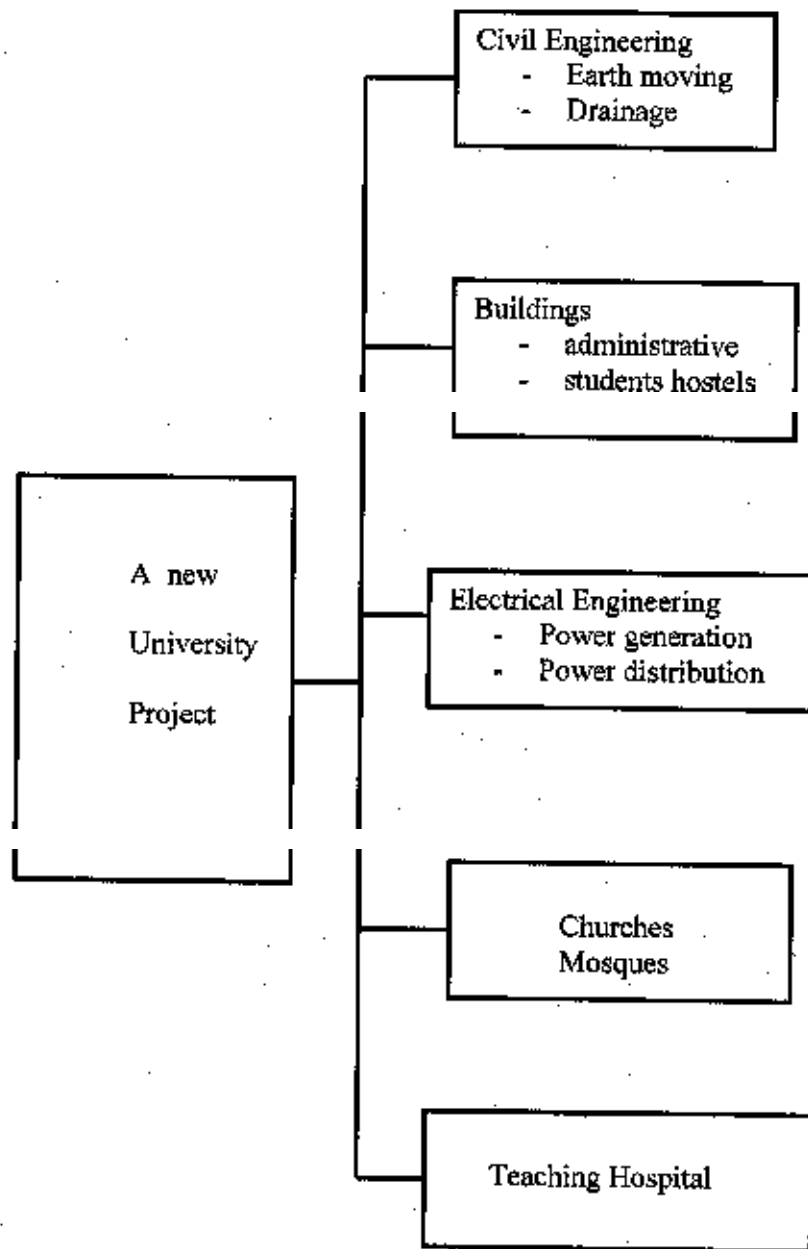 Civil Engineering
- Earth moving
- Drainage
Buildings
- administrative
- students hostels
A new
University
Project
Electrical Engineering
- Power generation
- Power distribution
Churches
Mosques
Teaching Hospital